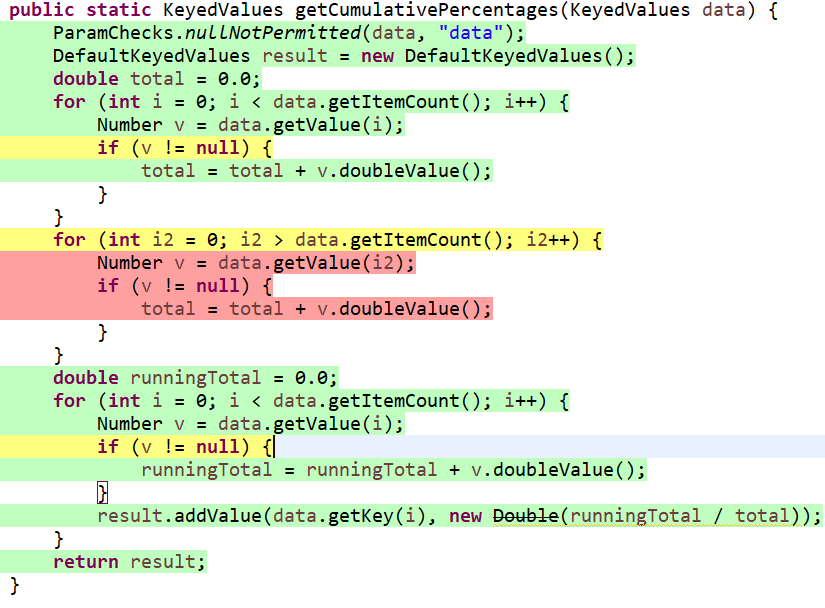 public static KeyedValues getCumulativePercentages(KeyedValues data) {
    ParamChecks.nullNotPermitted(data, "data");
    DefaultKeyedValues result = new DefaultKeyedValues();
    double total = 0.0;
    for (int i = 0; i < data.getItemCount(); i++) {
        Number v = data.getValue(i);
        if (v != null) {
            total = total + v.doubleValue();
        }
    }
    for (int i2 = 0; i2 > data.getItemCount(); i2++) {
        Number v = data.getValue(i2);
        if (v != null) {
            total = total + v.doubleValue();
        }
    }
    double runningTotal = 0.0;
    for (int i = 0; i < data.getItemCount(); i++) {
        Number v = data.getValue(i);
        if (v != null) {
            runningTotal = runningTotal + v.doubleValue();
        }
        result.addValue(data.getKey(i), new Double(runningTotal / total));
    }
    return result;
}